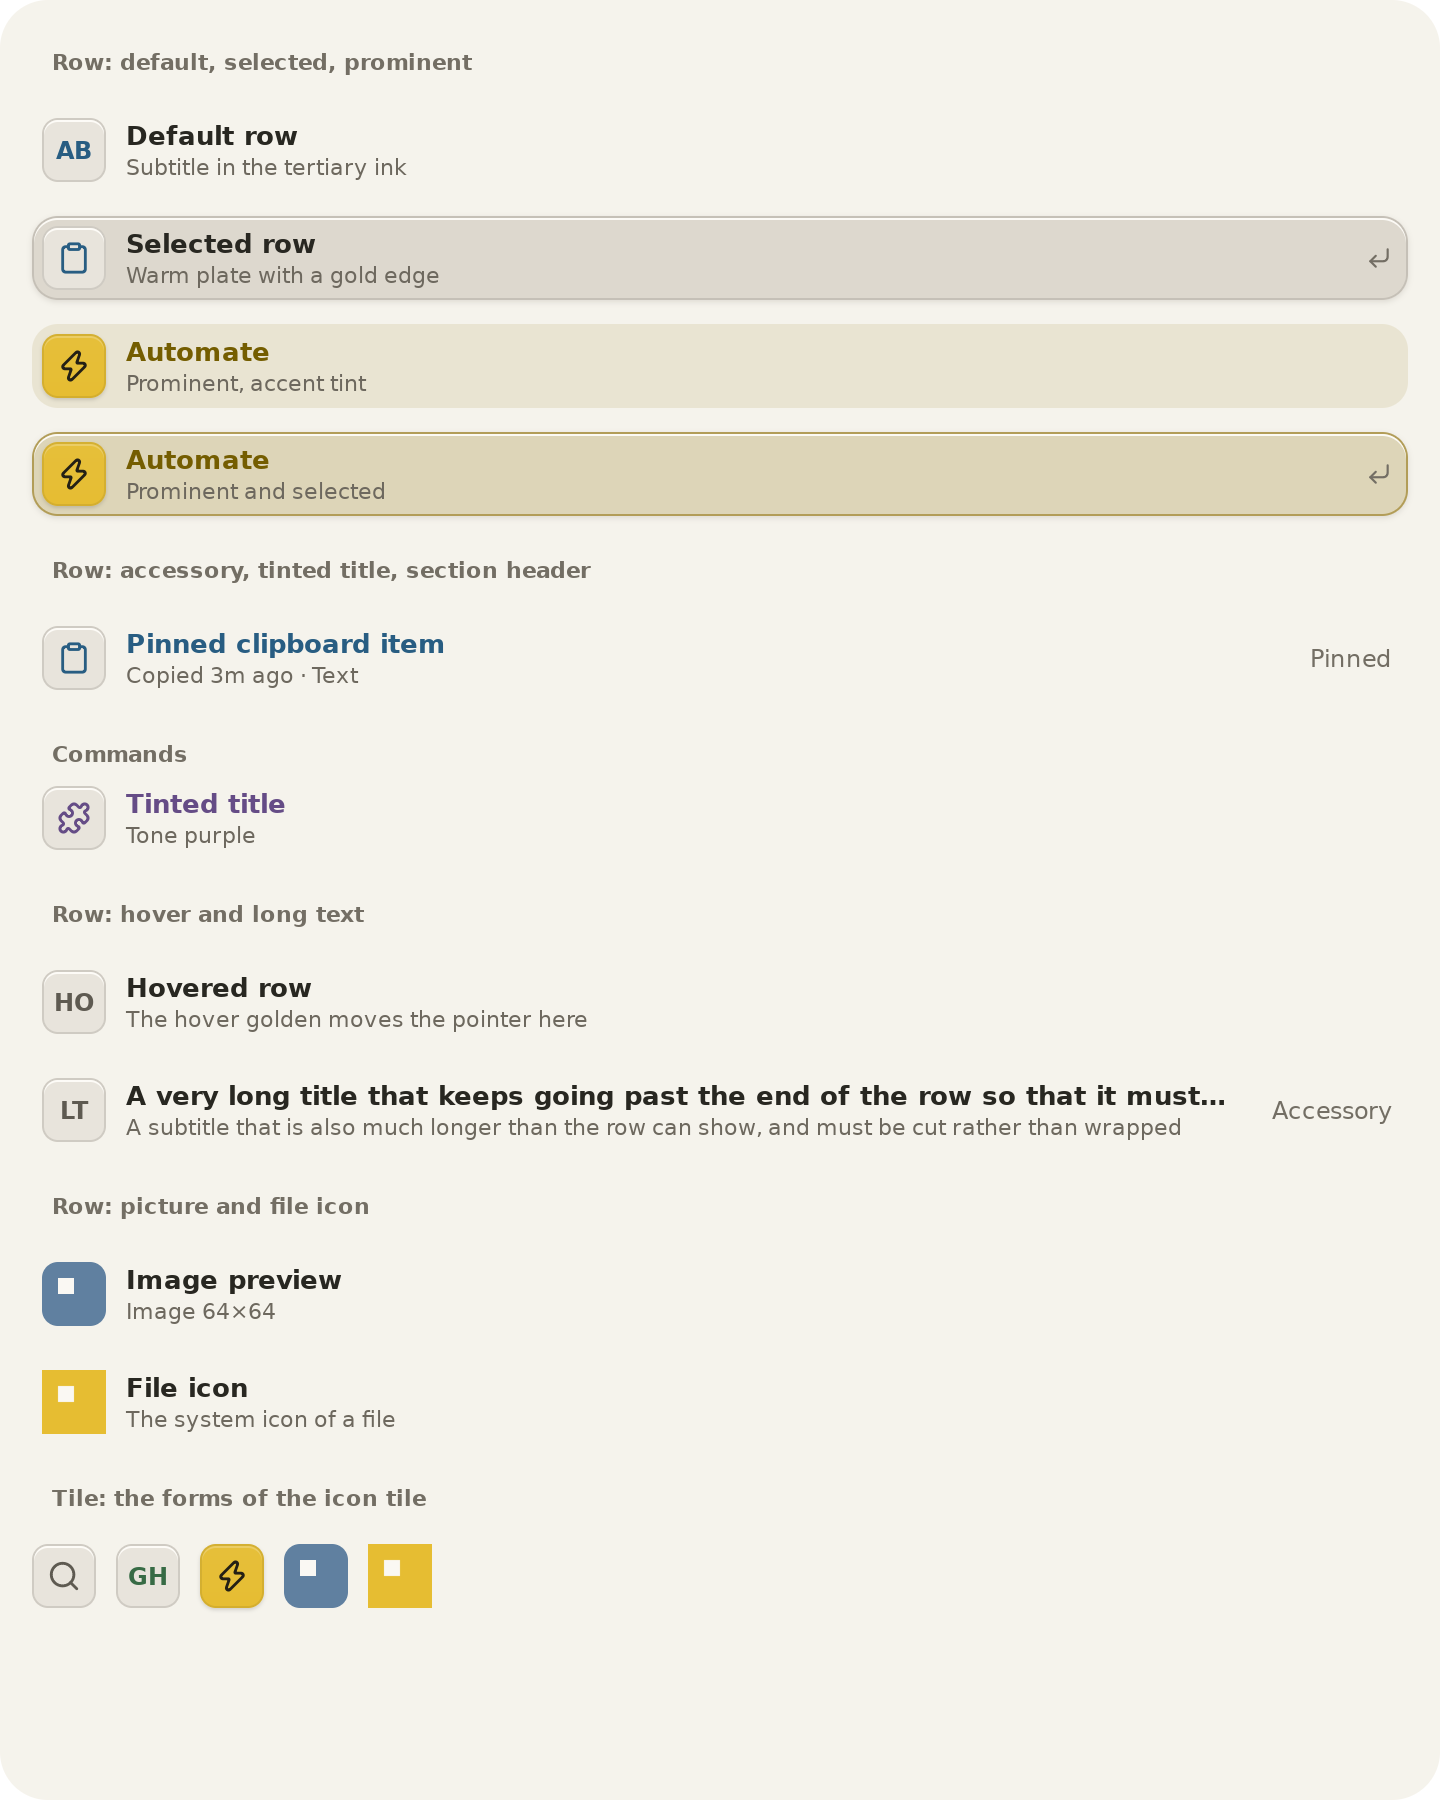 Row: default, selected, prominent
AB
Default row
Subtitle in the tertiary ink
Selected row
Warm plate with a gold edge
Automate
Prominent, accent tint
Automate
Prominent and selected
Row: accessory, tinted title, section header
Pinned clipboard item
Pinned
Copied 3m ago · Text
Commands
Tinted title
Tone purple
Row: hover and long text
HO
Hovered row
The hover golden moves the pointer here
LT
A very long title that keeps going past the end of the row so that it must…
Accessory
A subtitle that is also much longer than the row can show, and must be cut rather than wrapped
Row: picture and file icon
Image preview
Image 64×64
File icon
The system icon of a file
Tile: the forms of the icon tile
GH